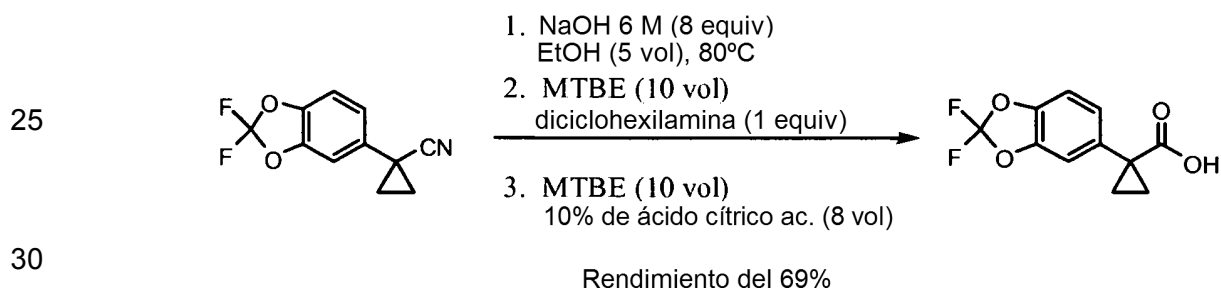 1. NaOH 6 M (8 equiv)
EtOH (5 vol), 80ºC
2. MTBE (10 vol)
diciclohexilamina (1 equiv)
25
F
F
O
O
CN
F
F
O
O
O
OH
3. MTBE (10 vol)
10% de ácido cítrico ac. (8 vol)
30
Rendimiento del 69%